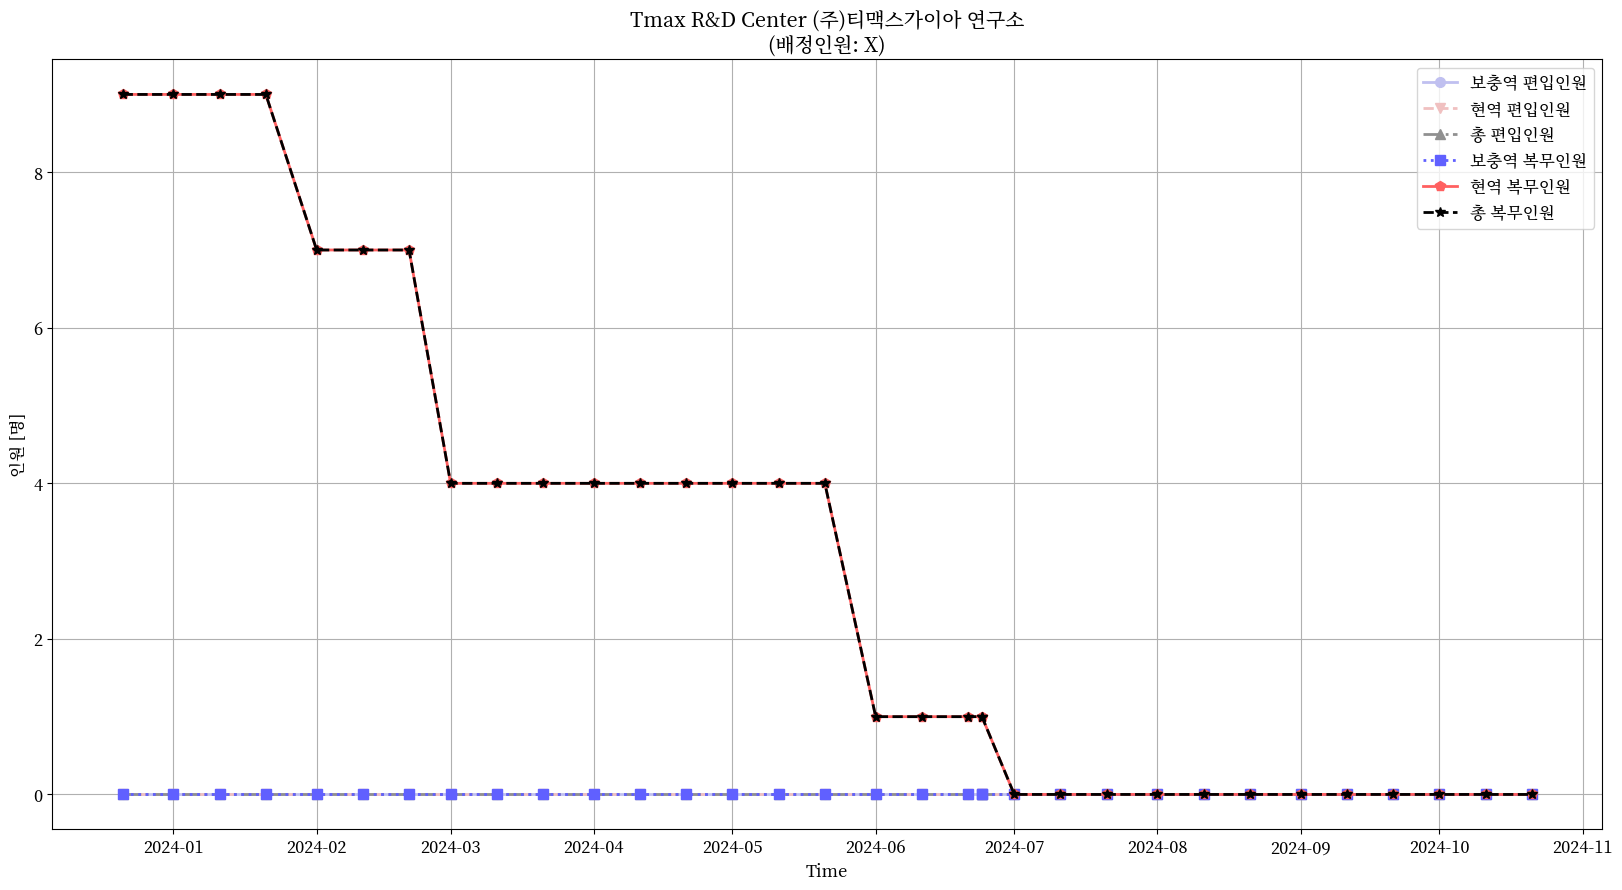 Tmax R&D Center (주)티맥스가이아 연구소
(배정인원: X)
보충역 편입인원
현역 편입인원
총 편입인원
보충역 복무인원
현역 복무인원
총 복무인원
인원 [명]
8
6
4
2
0
2024-01
2024-02
2024-03
2024-04
2024-05
2024-06
2024-07
2024-08
2024-09
2024-10
2024-11
Time